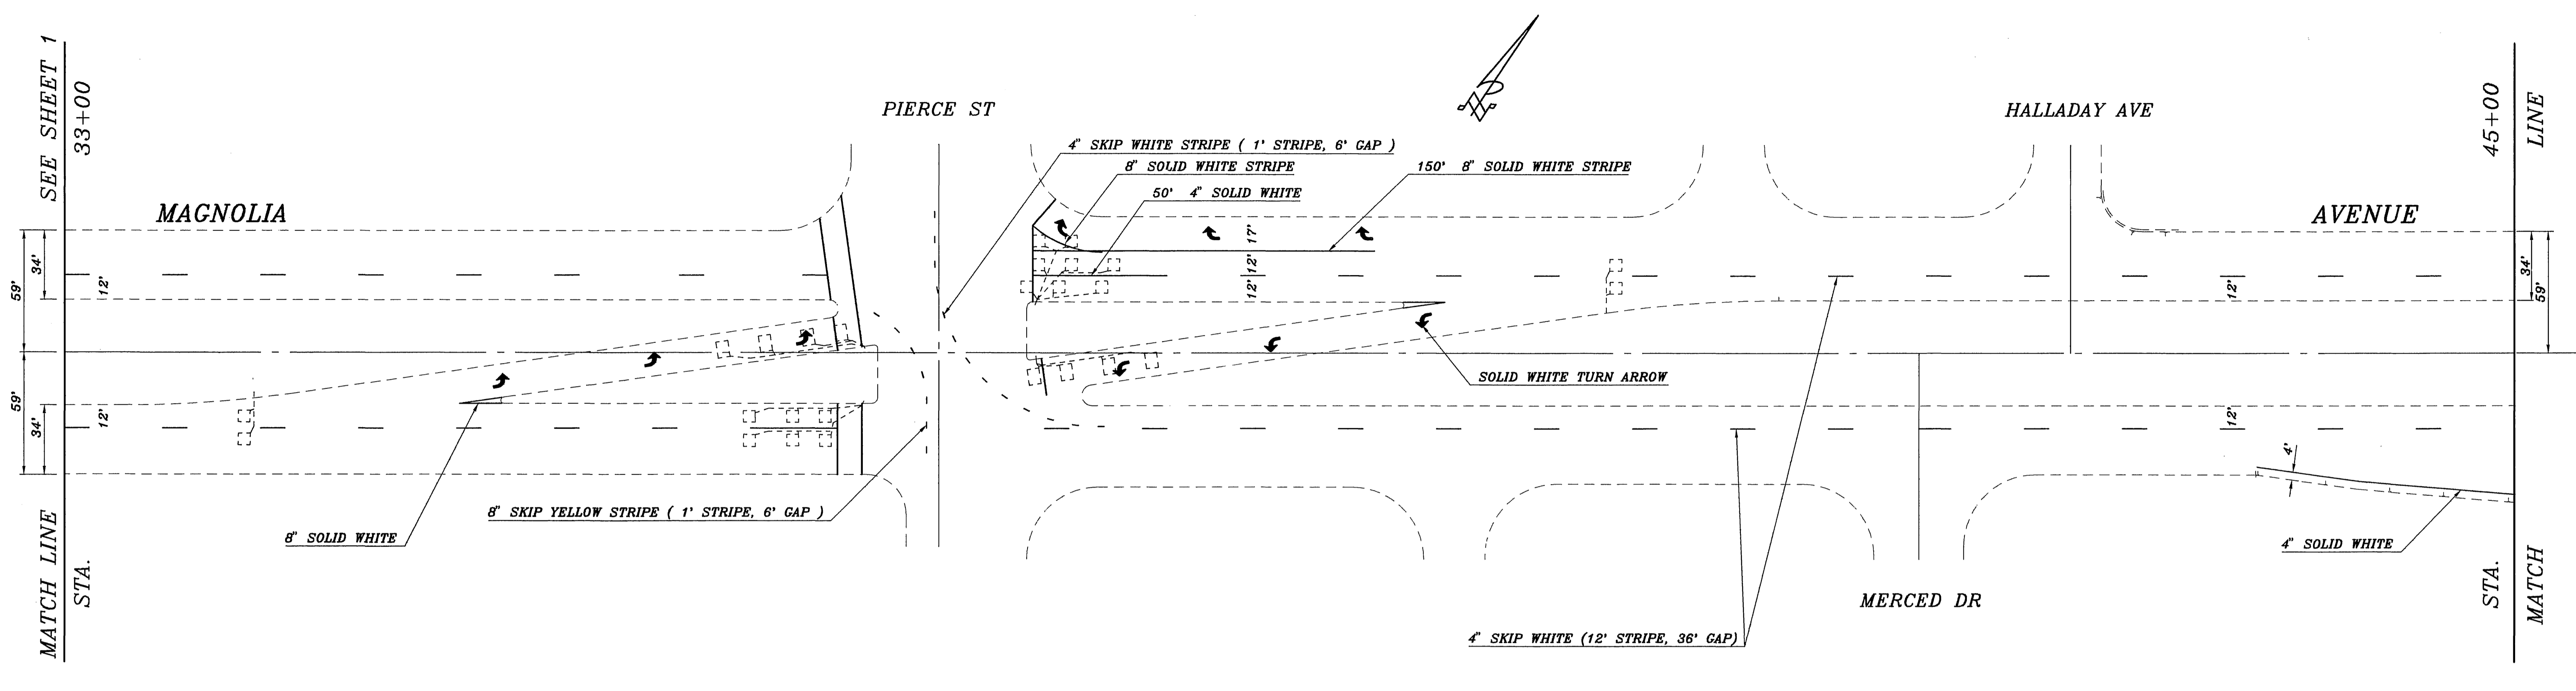 MATCH LINE SEE SHEET 1
STA. 33+00
59'
34'
59'
34'
12'
12'
MAGNOLIA
PIERCE ST
4" SKIP WHITE STRIPE ( 1' STRIPE, 6' GAP )
8" SOLID WHITE STRIPE
50' 4" SOLID WHITE
150' 8" SOLID WHITE STRIPE
17'
12'
12'
N
HALLADAY AVE
AVENUE
SOLID WHITE TURN ARROW
8" SKIP YELLOW STRIPE ( 1' STRIPE, 6' GAP )
8" SOLID WHITE
4" SKIP WHITE (12' STRIPE, 36' GAP)
MERCED DR
12'
12'
4'
4" SOLID WHITE
34'
59'
STA. 45+00
MATCH LINE